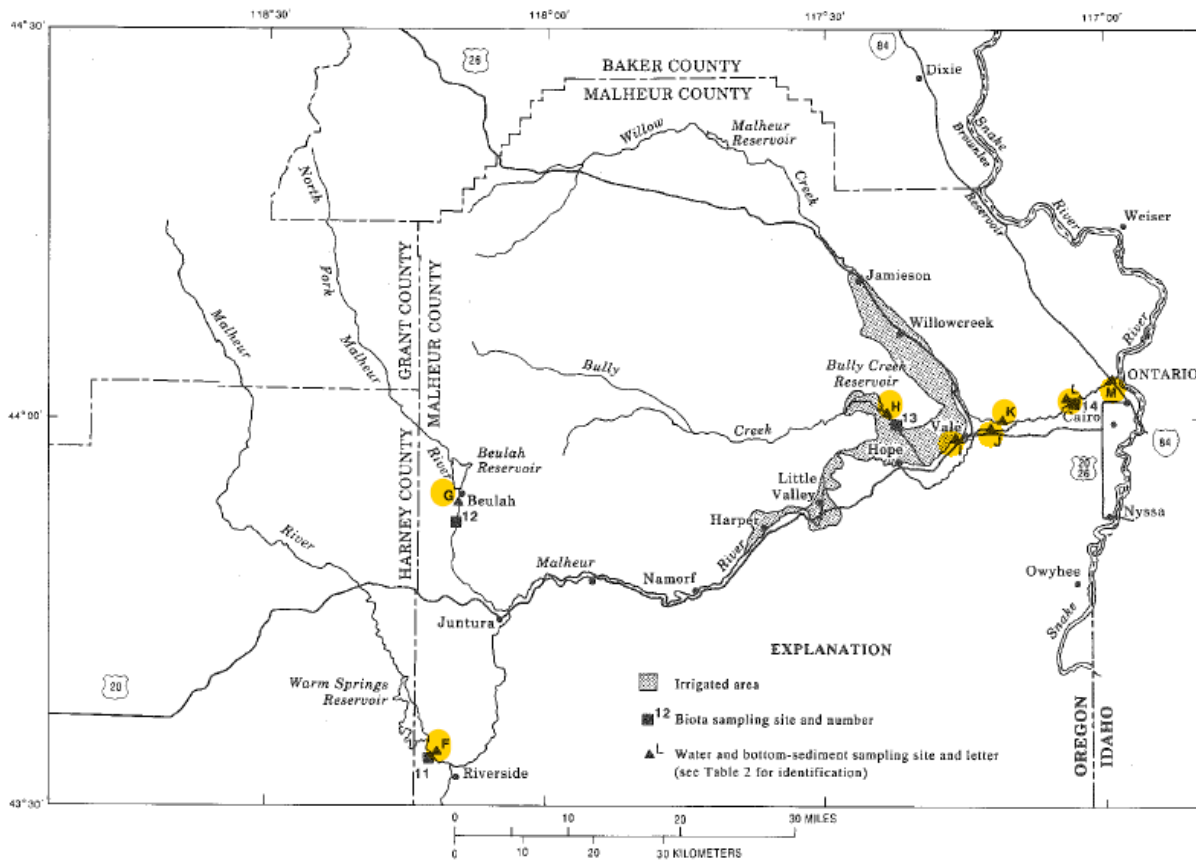 118°30'
118°00'
117°30'
117°00'
44°30'
26
84
BAKER COUNTY
MALHEUR COUNTY
Dixie
Snake
Brownlee
Reservoir
River
Weiser
Willow
Malheur
Reservoir
Creek
North
Fork
Malheur
River
GRANT COUNTY
MALHEUR COUNTY
HARNEY COUNTY
Malheur
River
Jamieson
Willowcreek
Bully
Creek
Bully Creek
Reservoir
River
ONTARIO
44°00'
H
13
Vale
I
J
K
L
14
M
Cairo
84
20
26
Hope
Little
Valley
Harper
Nyssa
Beulah
Reservoir
G
Beulah
12
Malheur
River
Namorf
Owyhee
Snake
Juntura
Warm Springs
Reservoir
20
F
11
Riverside
43°30'
EXPLANATION
Irrigated area
12 Biota sampling site and number
L Water and bottom-sediment sampling site and letter
(see Table 2 for identification)
OREGON
IDAHO
0 10 20 30 MILES
0 10 20 30 KILOMETERS